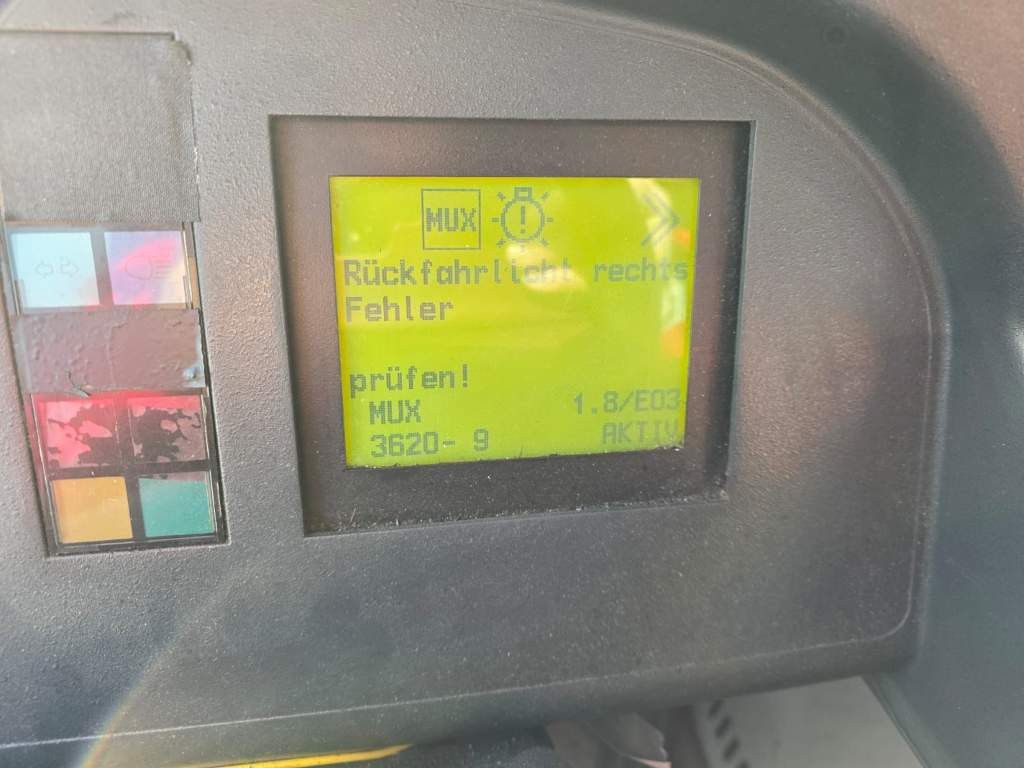 MUX
Rückfahrlicht rechts
Fehler
prüfen!
MUX 1.8/E03
3620- 9 AKTIV